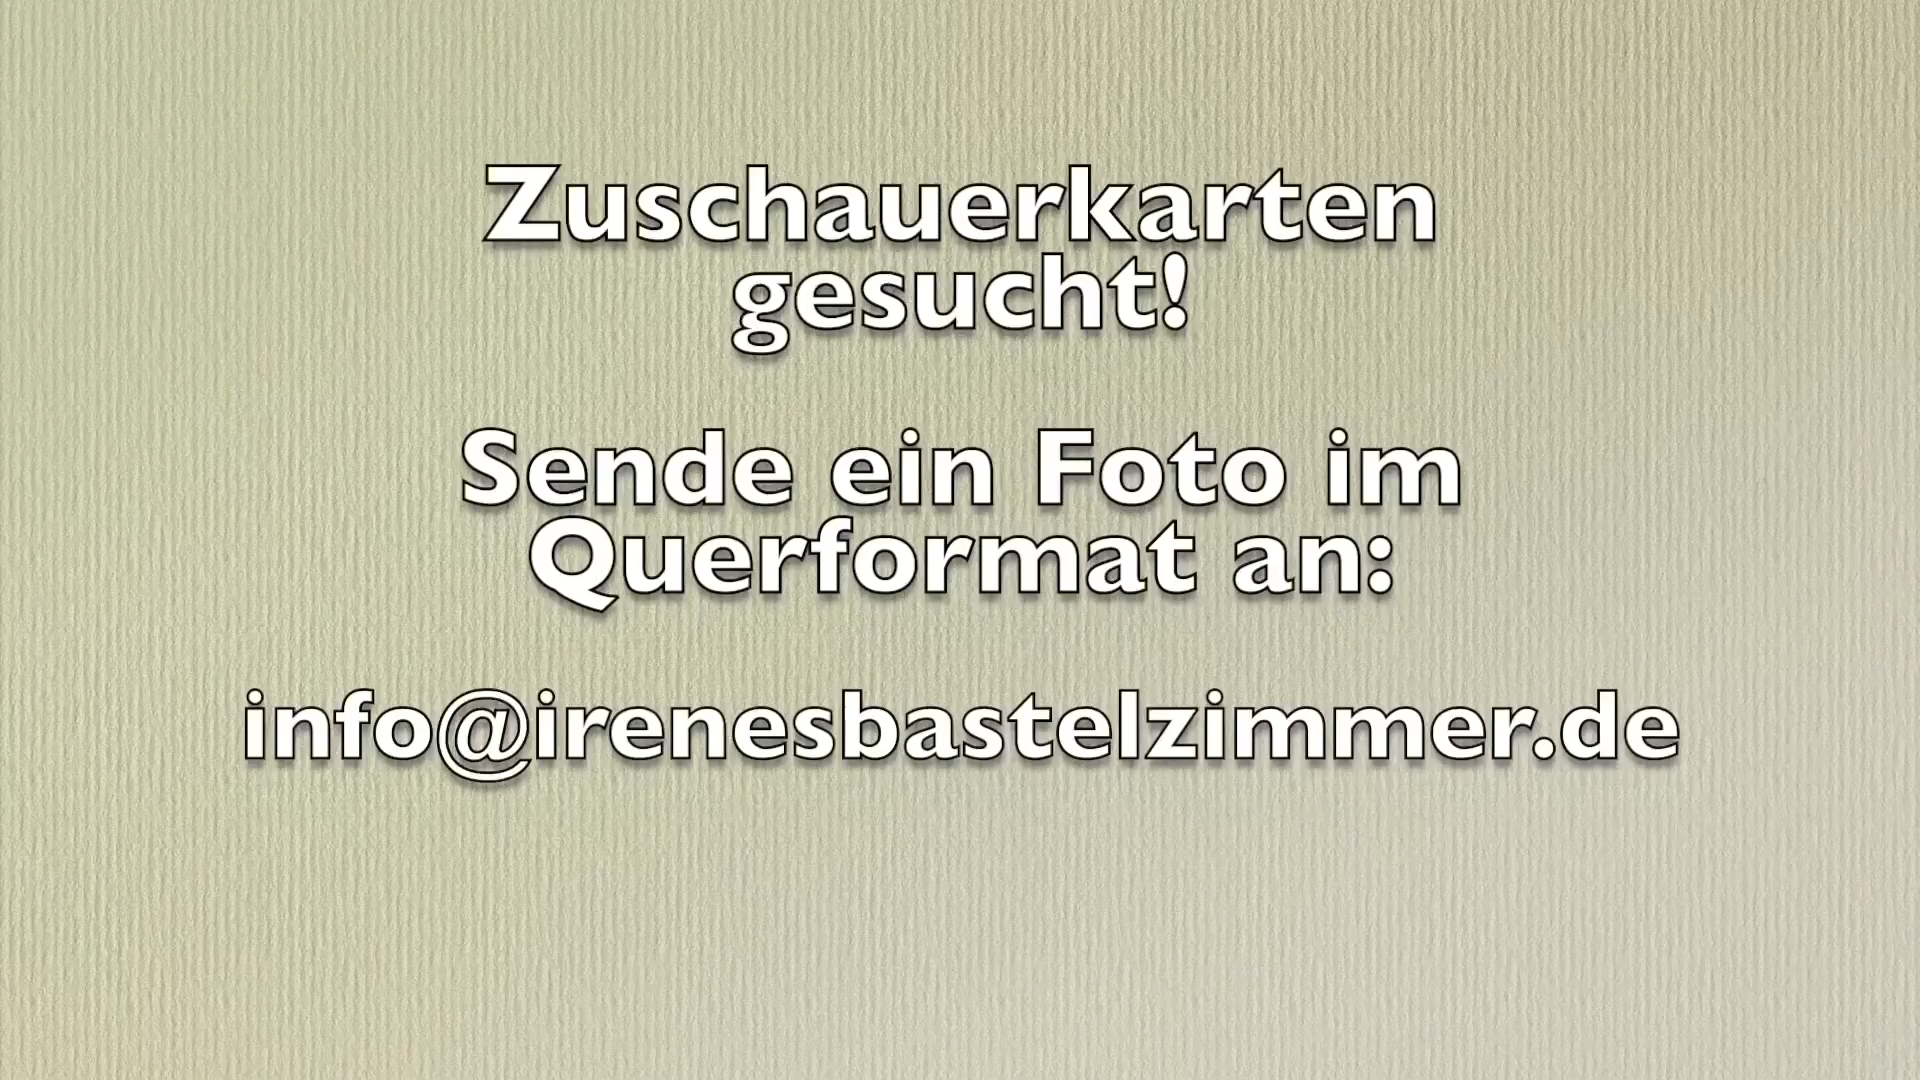 Zuschauerkarten
gesucht!
Sende ein Foto im
Querformat an:
info@irenesbastelzimmer.de